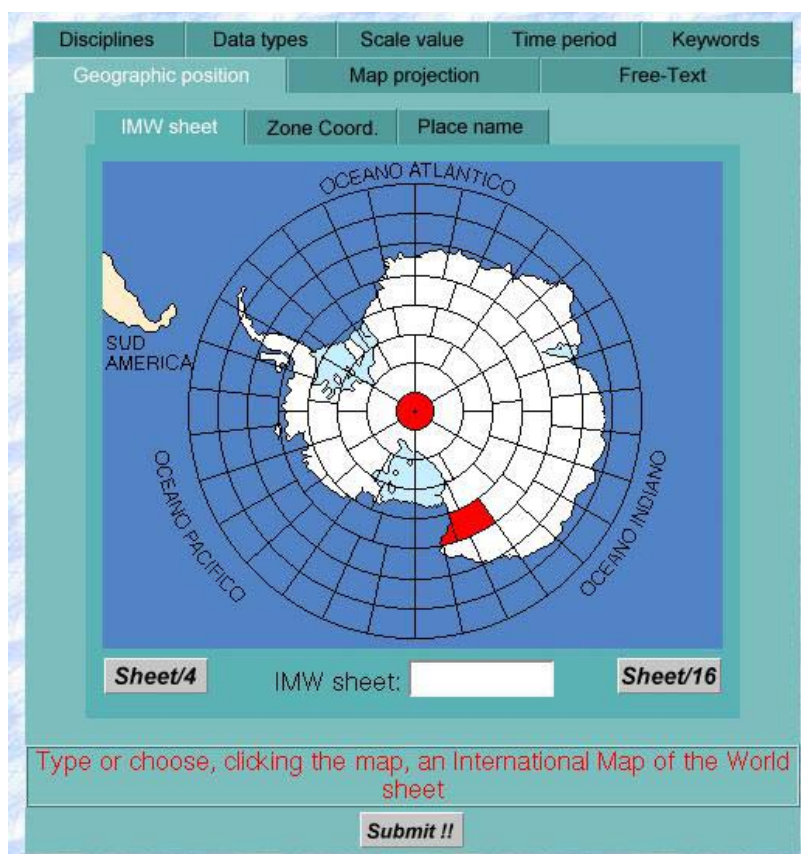 Disciplines Data types Scale value Time period Keywords
Geographic position Map projection Free-Text
IMW sheet Zone Coord. Place name
OCEANO ATLANTICO
SUD
AMERICA
OCEANO PACIFICO
OCEANO INDIANO
Sheet/4 IMW sheet: Sheet/16
Type or choose, clicking the map, an International Map of the World
sheet
Submit !!